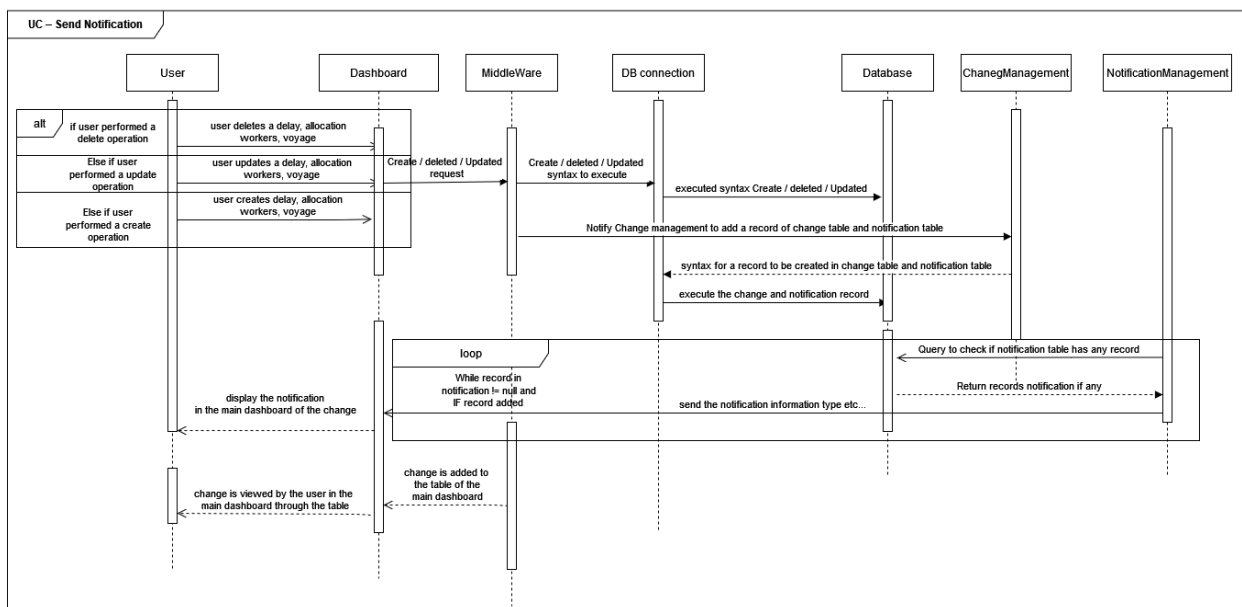 UC – Send Notification
User
Dashboard
MiddleWare
DB connection
Database
ChanegManagement
NotificationManagement
alt
if user performed a
delete operation
user deletes a delay, allocation
workers, voyage
Else if user
performed a update
operation
user updates a delay, allocation
workers, voyage
Create / deleted / Updated
request
Create / deleted / Updated
syntax to execute
executed syntax Create / deleted / Updated
Else if user
performed a create
operation
user creates delay, allocation
workers, voyage
Notify Change management to add a record of change table and notification table
syntax for a record to be created in change table and notification table
execute the change and notification record
loop
Query to check if notification table has any record
While record in
notification != null and
IF record added
Return records notification if any
send the notification information type etc...
display the notification
in the main dashboard of the change
change is added to
the table of the
main dashboard
change is viewed by the user in the
main dashboard through the table